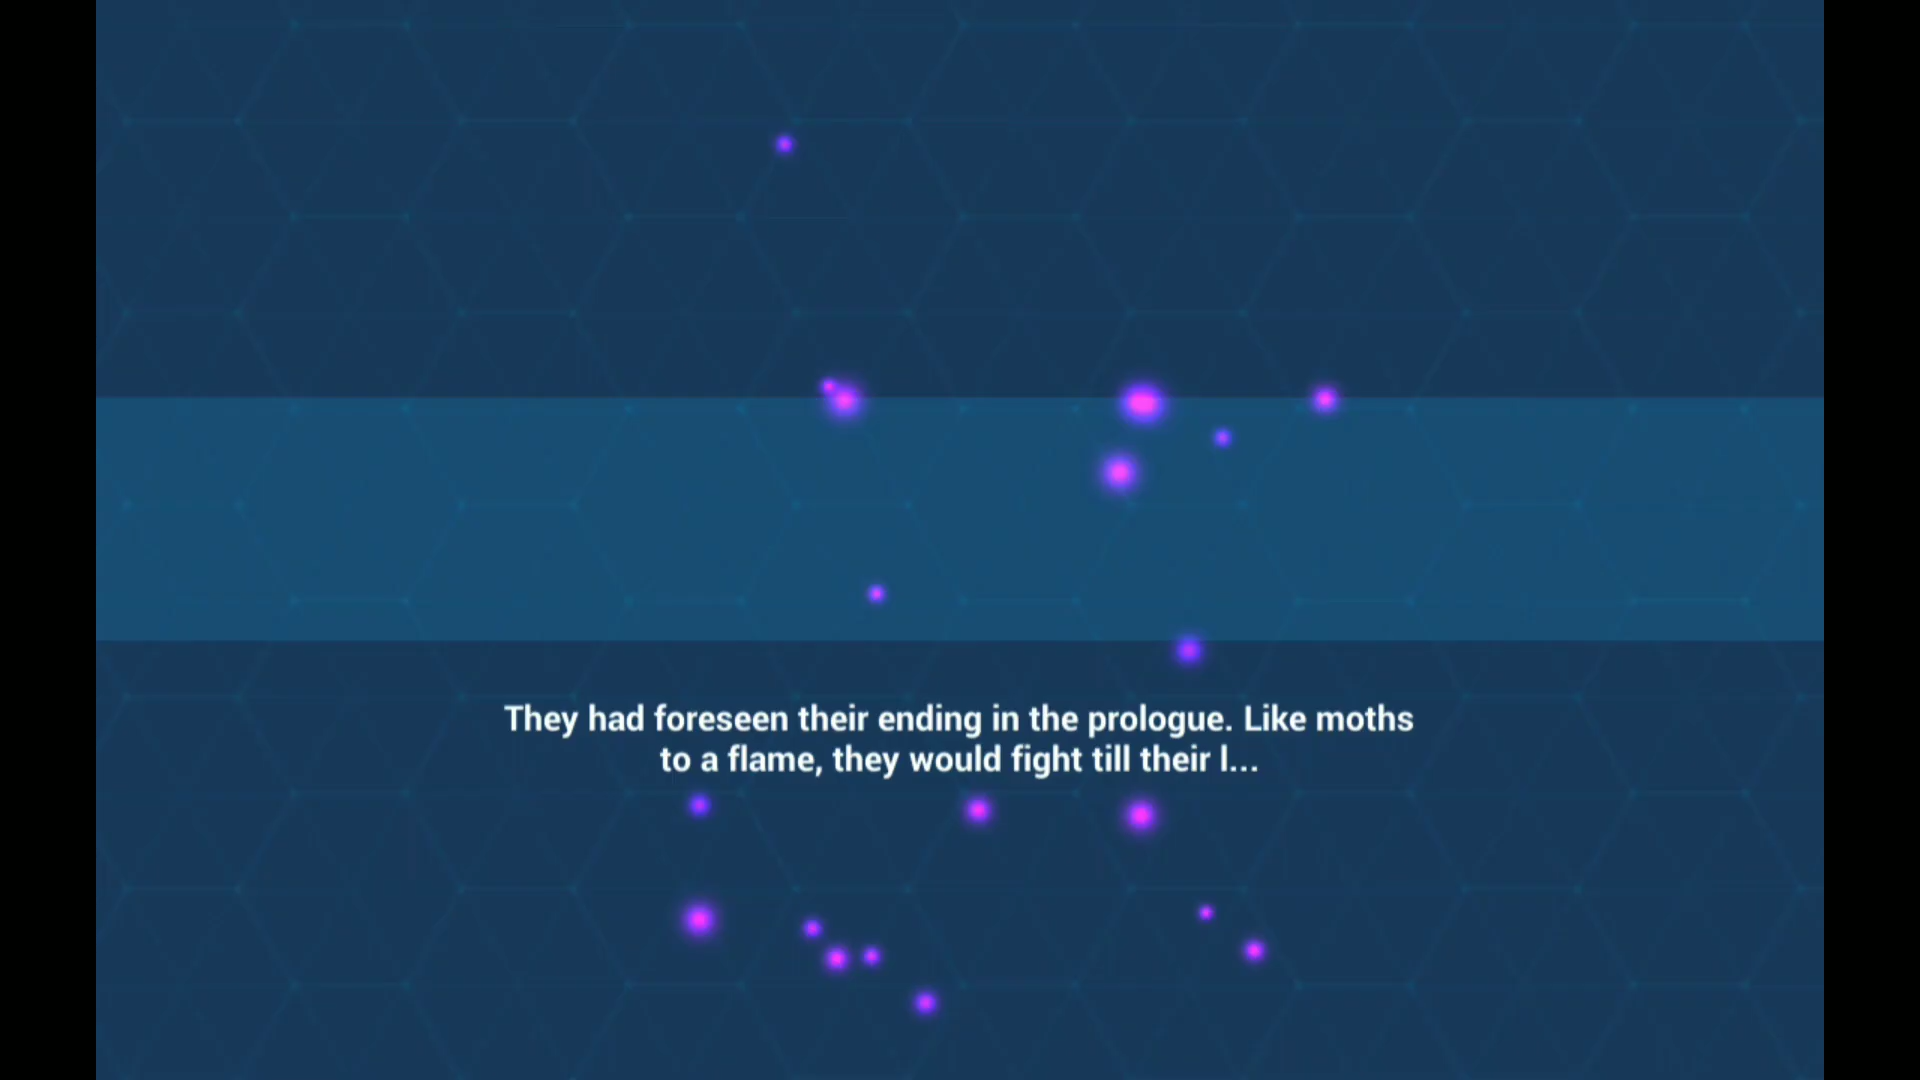 They had foreseen their ending in the prologue. Like moths
to a flame, they would fight till their l...